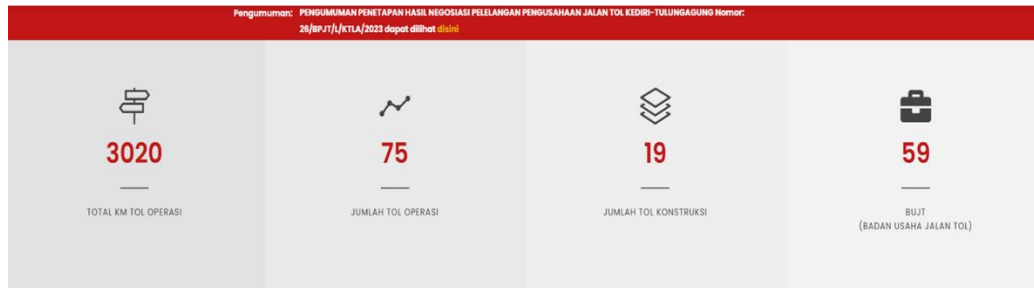 Pengumuman: PENGUMUMAN PENETAPAN HASIL NEGOSIASI PELELANGAN PENGUSAHAAN JALAN TOL KEDIRI-TULUNGAGUNG Nomor:
26/BPJT/L/KTLA/2023 dapat dilihat disini
3020
TOTAL KM TOL OPERASI
75
JUMLAH TOL OPERASI
19
JUMLAH TOL KONSTRUKSI
59
BUJT
(BADAN USAHA JALAN TOL)